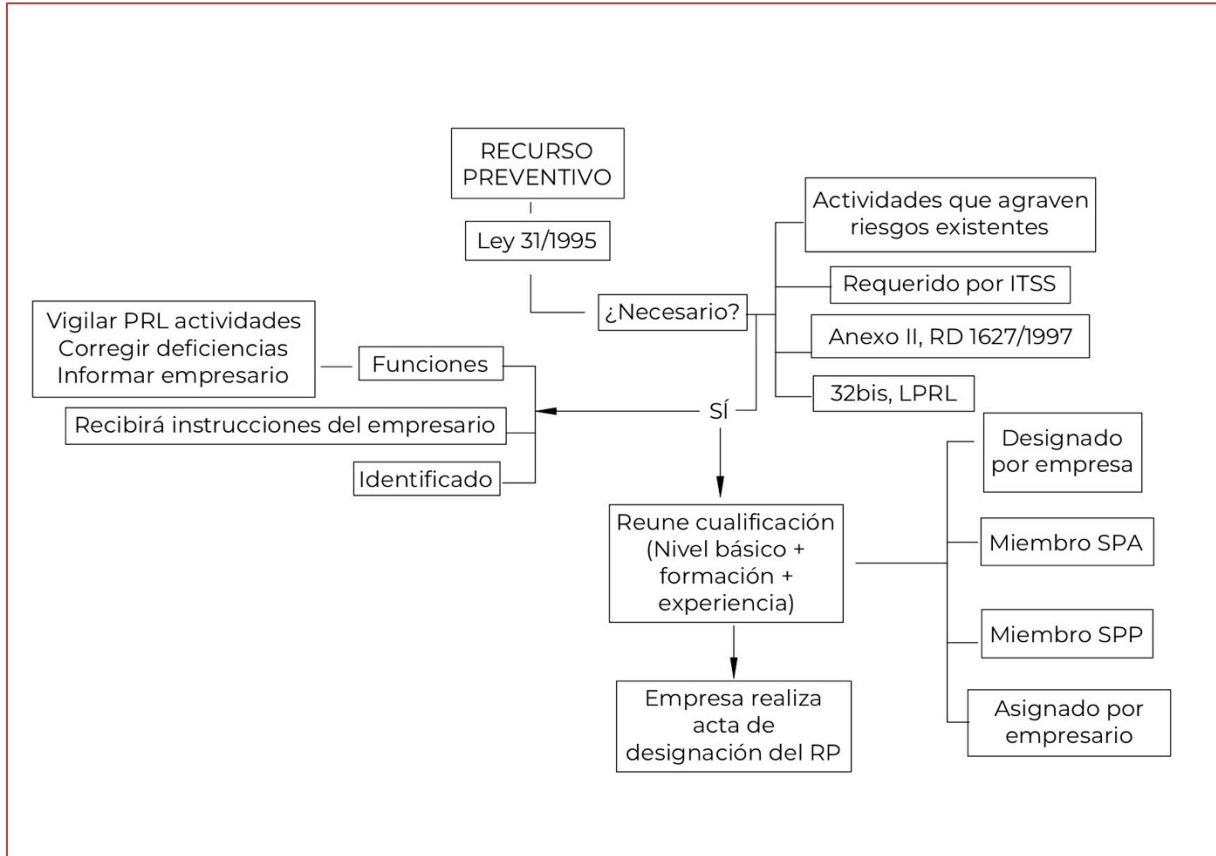 RECURSO
PREVENTIVO
Ley 31/1995
¿Necesario?
Actividades que agraven
riesgos existentes
Requerido por ITSS
Anexo II, RD 1627/1997
32bis, LPRL
SÍ
Vigilar PRL actividades
Corregir deficiencias
Informar empresario
Funciones
Recibirá instrucciones del empresario
Identificado
Reune cualificación
(Nivel básico +
formación +
experiencia)
Designado
por empresa
Miembro SPA
Miembro SPP
Asignado por
empresario
Empresa realiza
acta de
designación del RP